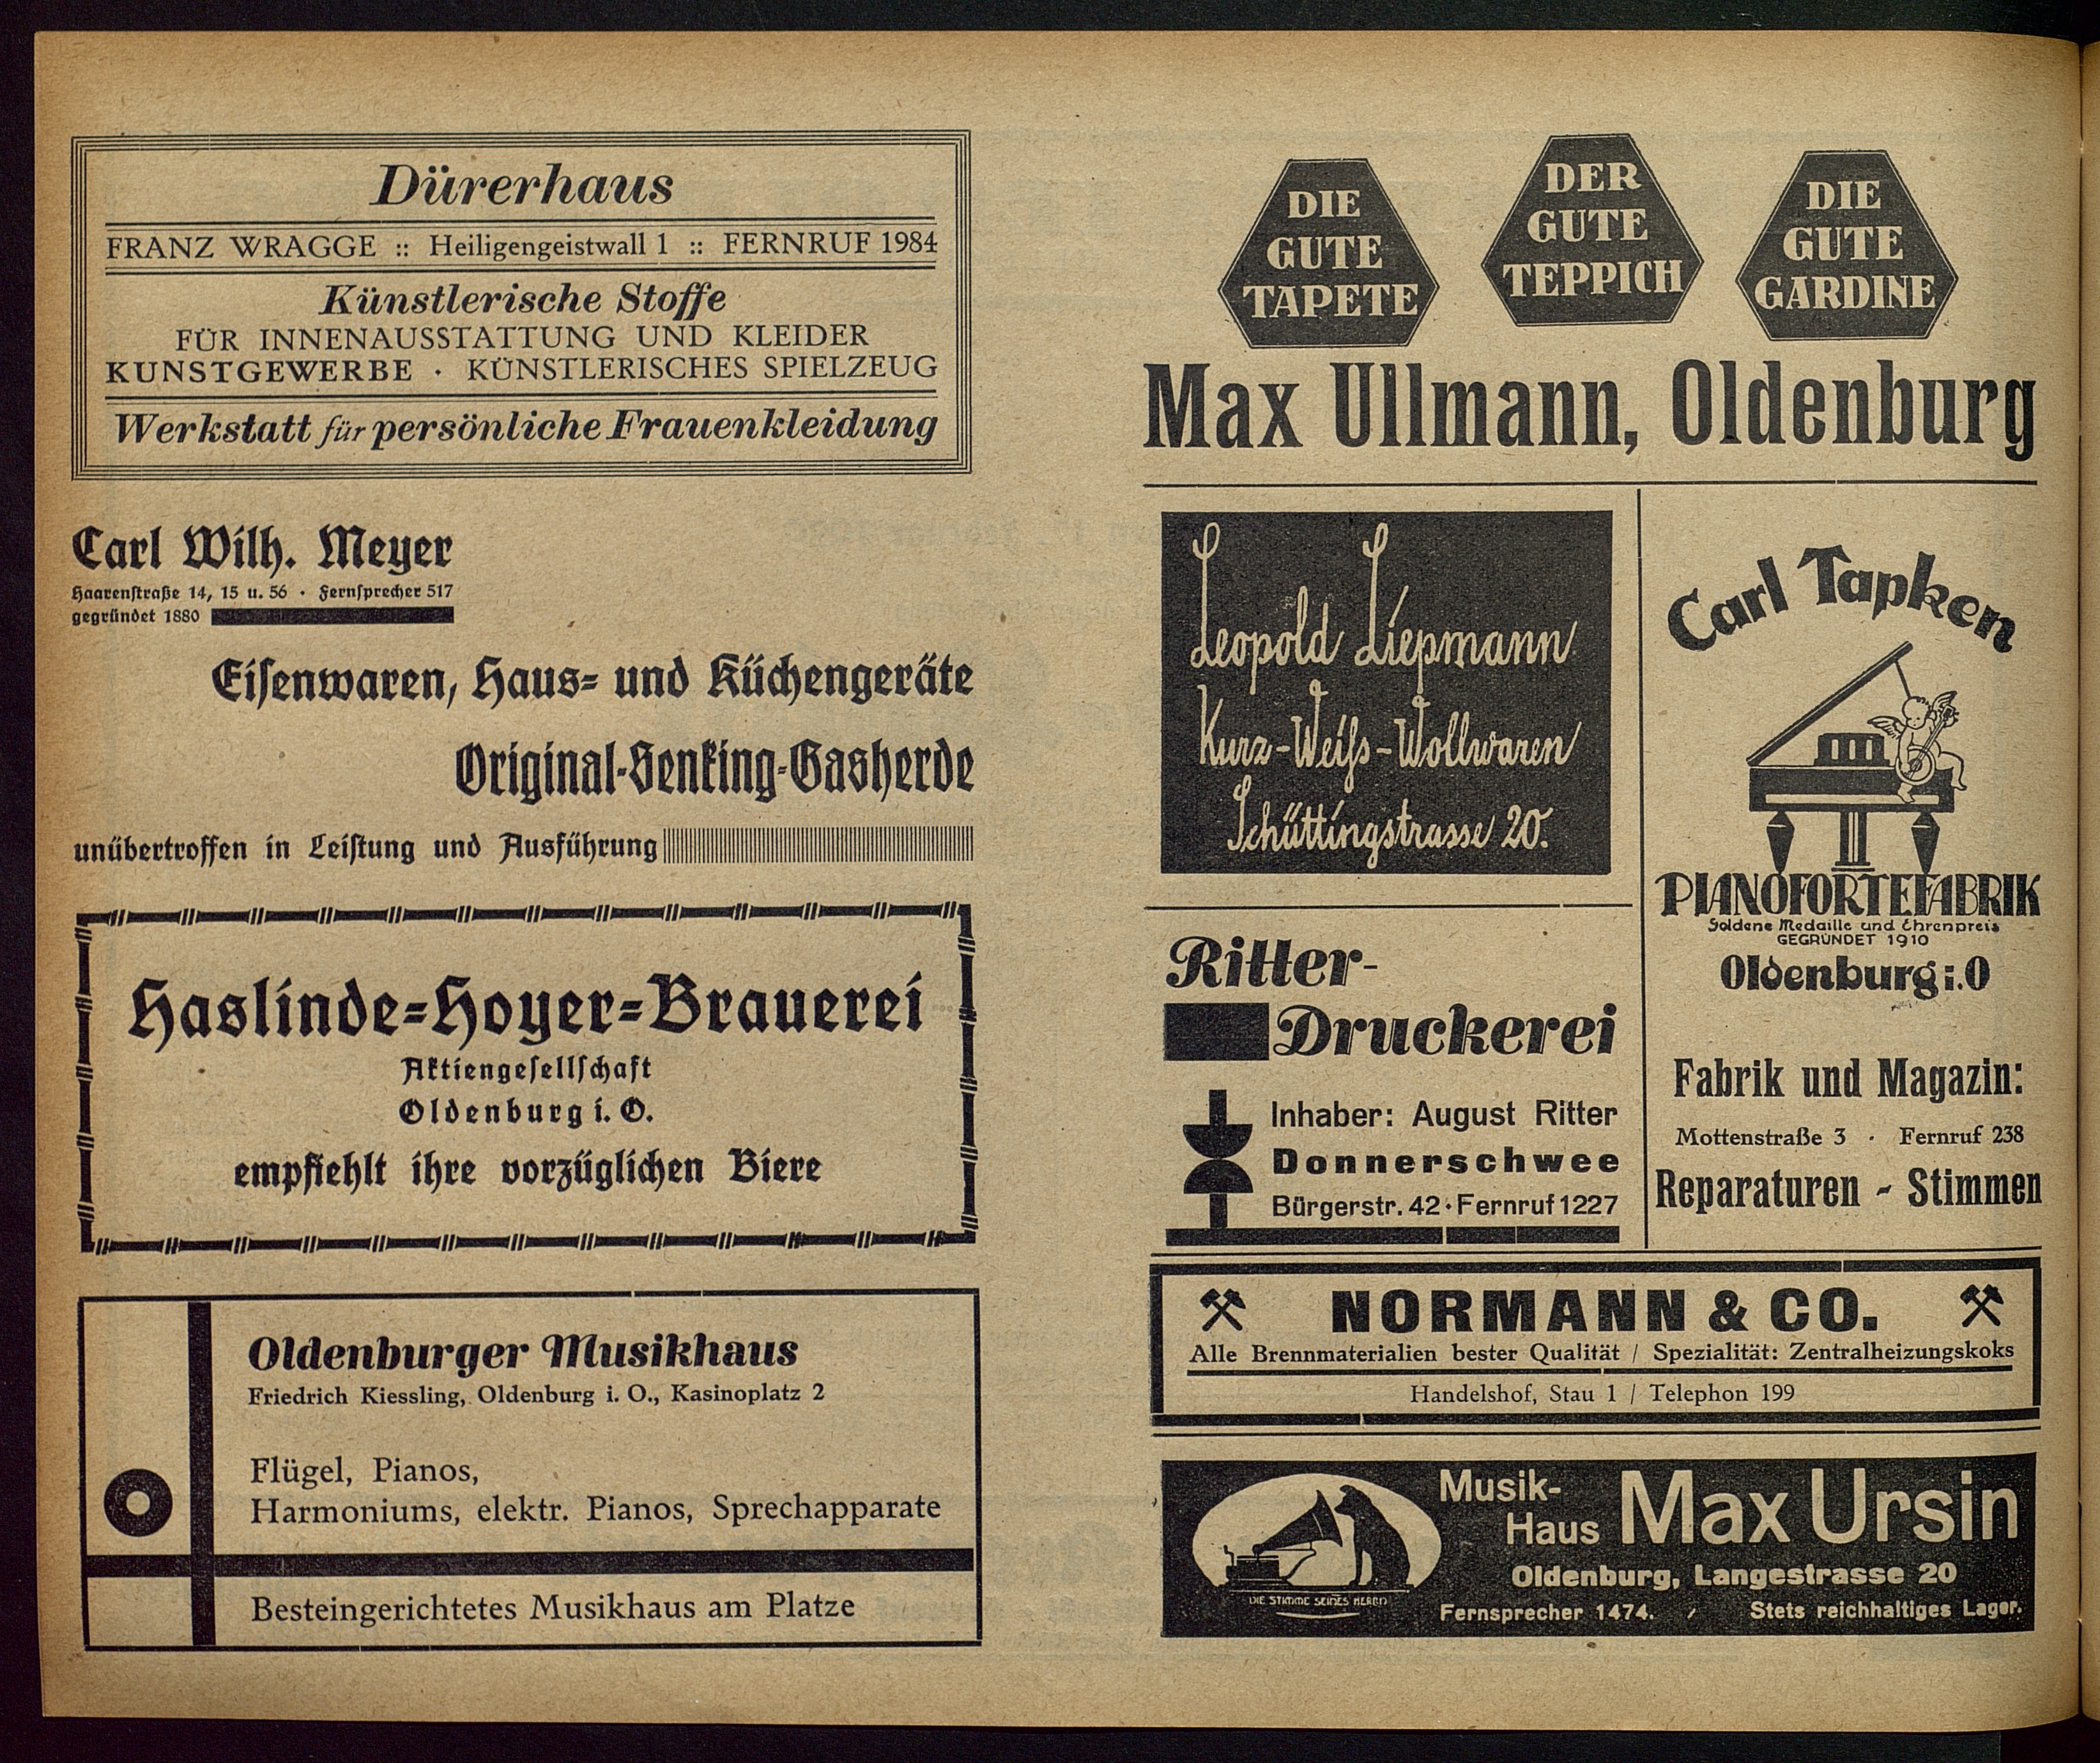 Dürerhaus
FRANZ WRAGGE :: Heiligengeistwall 1 :: FERNRUF 1984
Künstlerische Stoffe
FÜR INNENAUSSTATTUNG UND KLEIDER
KUNSTGEWERBE · KÜNSTLERISCHES SPIELZEUG
Werkstatt für persönliche Frauenkleidung
Carl Wilh. Meyer
Haarenſtraße 14, 15 u. 56 · Fernſprecher 517
gegründet 1880
Eiſenwaren, Haus- und Küchengeräte
Original-Senking-Gasherde
unübertroffen in Leiſtung und Ausführung
Haslinde-Hoyer-Brauerei
Aktiengeſellſchaft
Oldenburg i. O.
empfiehlt ihre vorzüglichen Biere
Oldenburger Musikhaus
Friedrich Kiessling, Oldenburg i. O., Kasinoplatz 2
Flügel, Pianos,
Harmoniums, elektr. Pianos, Sprechapparate
Besteingerichtetes Musikhaus am Platze
DIE
GUTE
TAPETE
DER
GUTE
TEPPICH
DIE
GUTE
GARDINE
Max Ullmann, Oldenburg
Leopold Liepmann
Kurz-Weiſs-Wollwaren
Schüttingstrasse 20.
Ritter-
Druckerei
Inhaber: August Ritter
Donnerschwee
Bürgerstr. 42 · Fernruf 1227
Carl Tapken
PIANOFORTEFABRIK
Goldene Medaille und Ehrenpreis
GEGRÜNDET 1910
Oldenburg i. O
Fabrik und Magazin:
Mottenstraße 3 · Fernruf 238
Reparaturen - Stimmen
NORMANN & CO.
Alle Brennmaterialien bester Qualität / Spezialität: Zentralheizungskoks
Handelshof, Stau 1 / Telephon 199
DIE STIMME SEINES HERRN
Musik-
Haus Max Ursin
Oldenburg, Langestrasse 20
Fernsprecher 1474. / Stets reichhaltiges Lager.